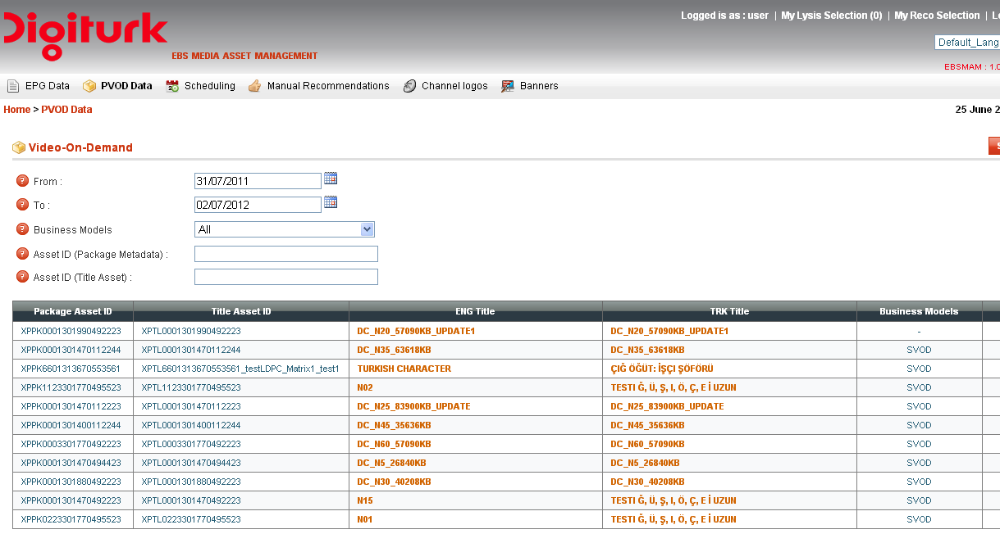 Digiturk
EBS MEDIA ASSET MANAGEMENT
Logged is as : user | My Lysis Selection (0) | My Reco Selection |
Default_Lang
EBSMAM : 1.0
EPG Data PVOD Data Scheduling Manual Recommendations Channel logos Banners
Home > PVOD Data
25 June 2
Video-On-Demand
From : 31/07/2011
To : 02/07/2012
Business Models All
Asset ID (Package Metadata) :
Asset ID (Title Asset) :
Package Asset ID Title Asset ID ENG Title TRK Title Business Models
XPPK0001301990492223 XPTL0001301990492223 DC_N20_57090KB_UPDATE1 DC_N20_57090KB_UPDATE1 -
XPPK0001301470112244 XPTL0001301470112244 DC_N35_63618KB DC_N35_63618KB SVOD
XPPK6601313670553561 XPTL6601313670553561_testLDPC_Matrix1_test1 TURKISH CHARACTER ÇIĞ ÖĞÜT: İŞÇI ŞÖFÖRÜ SVOD
XPPK1123301770495523 XPTL1123301770495523 N02 TESTI Ğ, Ü, Ş, I, Ö, Ç, E İ UZUN SVOD
XPPK0001301470112223 XPTL0001301470112223 DC_N25_83900KB_UPDATE DC_N25_83900KB_UPDATE SVOD
XPPK0001301400112244 XPTL0001301400112244 DC_N45_35636KB DC_N45_35636KB SVOD
XPPK0003301770492223 XPTL0003301770492223 DC_N60_57090KB DC_N60_57090KB SVOD
XPPK0001301470494423 XPTL0001301470494423 DC_N5_26840KB DC_N5_26840KB SVOD
XPPK0001301880492223 XPTL0001301880492223 DC_N30_40208KB DC_N30_40208KB SVOD
XPPK0001301470492223 XPTL0001301470492223 N15 TESTI Ğ, Ü, Ş, I, Ö, Ç, E İ UZUN SVOD
XPPK0223301770495523 XPTL0223301770495523 N01 TESTI Ğ, Ü, Ş, I, Ö, Ç, E İ UZUN SVOD